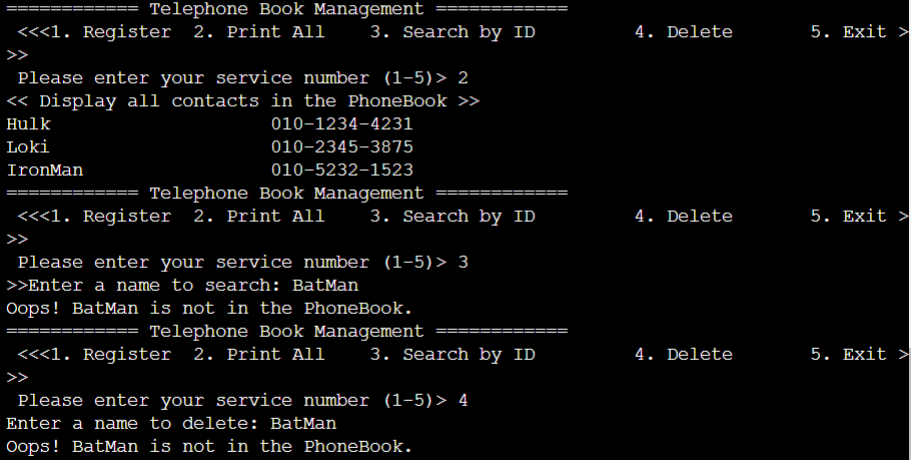 ============ Telephone Book Management ============
<<<1. Register  2. Print All    3. Search by ID         4. Delete       5. Exit >
>>
Please enter your service number (1-5)> 2
<< Display all contacts in the PhoneBook >>
Hulk                    010-1234-4231
Loki                    010-2345-3875
IronMan                 010-5232-1523
============ Telephone Book Management ============
<<<1. Register  2. Print All    3. Search by ID         4. Delete       5. Exit >
>>
Please enter your service number (1-5)> 3
>>Enter a name to search: BatMan
Oops! BatMan is not in the PhoneBook.
============ Telephone Book Management ============
<<<1. Register  2. Print All    3. Search by ID         4. Delete       5. Exit >
>>
Please enter your service number (1-5)> 4
Enter a name to delete: BatMan
Oops! BatMan is not in the PhoneBook.